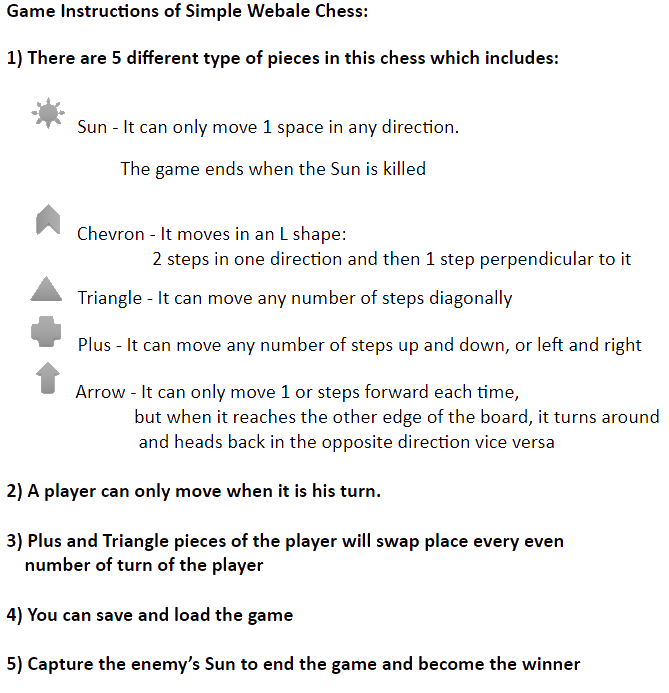 Game Instructions of Simple Webale Chess:
1) There are 5 different type of pieces in this chess which includes:
Sun - It can only move 1 space in any direction.
The game ends when the Sun is killed
Chevron - It moves in an L shape:
2 steps in one direction and then 1 step perpendicular to it
Triangle - It can move any number of steps diagonally
Plus - It can move any number of steps up and down, or left and right
Arrow - It can only move 1 or steps forward each time,
but when it reaches the other edge of the board, it turns around
and heads back in the opposite direction vice versa
2) A player can only move when it is his turn.
3) Plus and Triangle pieces of the player will swap place every even
number of turn of the player
4) You can save and load the game
5) Capture the enemy’s Sun to end the game and become the winner